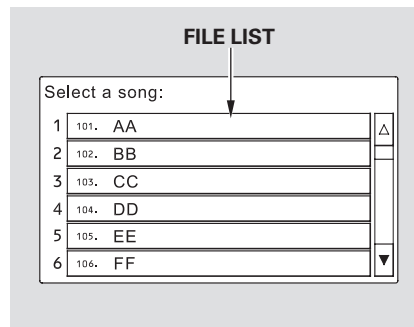 FILE LIST
Select a song:
1 101. AA
2 102. BB
3 103. CC
4 104. DD
5 105. EE
6 106. FF